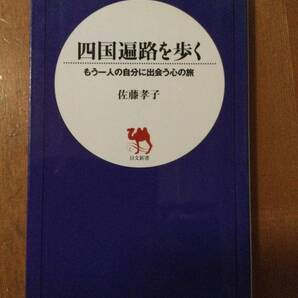 四国遍路を歩く
もう一人の自分に出会う心の旅
佐藤孝子
日文新書